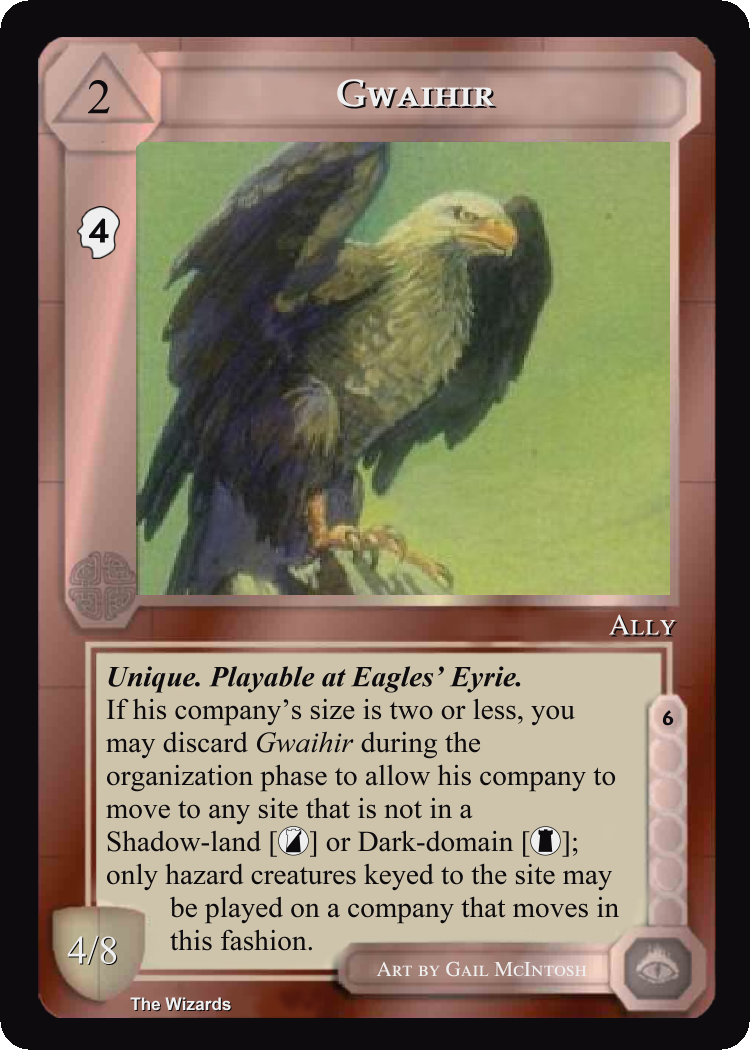 2
Gwaihir
4
Ally
Unique. Playable at Eagles’ Eyrie.
If his company’s size is two or less, you
may discard Gwaihir during the
organization phase to allow his company to
move to any site that is not in a
Shadow-land [] or Dark-domain [];
only hazard creatures keyed to the site may
be played on a company that moves in
this fashion.
6
4/8
Art by Gail McIntosh
The Wizards